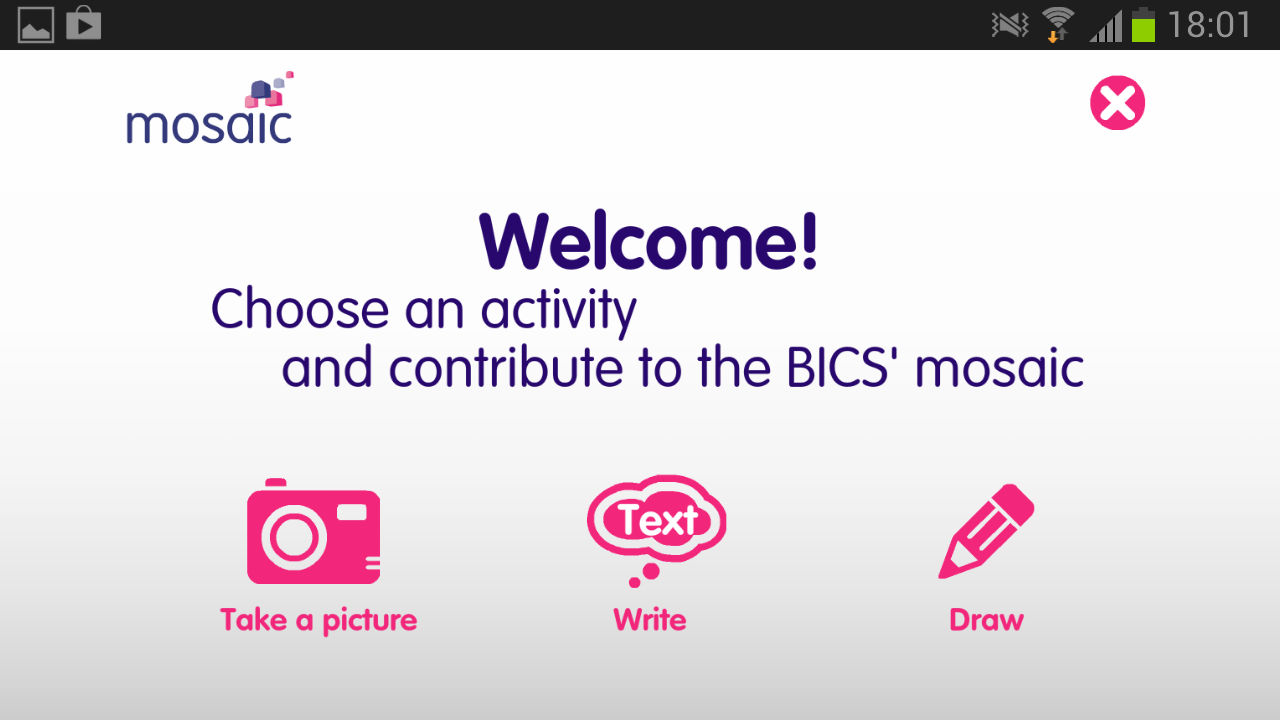 18:01
mosaic
Welcome!
Choose an activity
and contribute to the BICS' mosaic
Text
Take a picture
Write
Draw